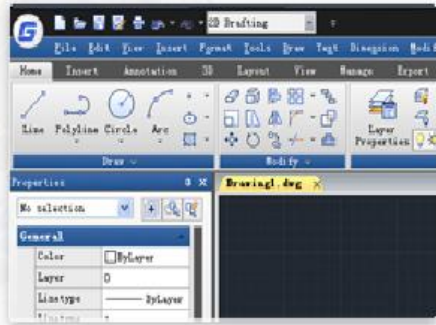 2D Drafting
File Edit View Insert Format Tools Draw Text Dimension Modif
Home Insert Annotation 3D Layout View Manage Export
Line Polyline Circle Arc
Layer
Properties
Draw Modify
Properties
Drawing1.dwg
No selection
General
Color ByLayer
Layer 0
Linetype ByLayer